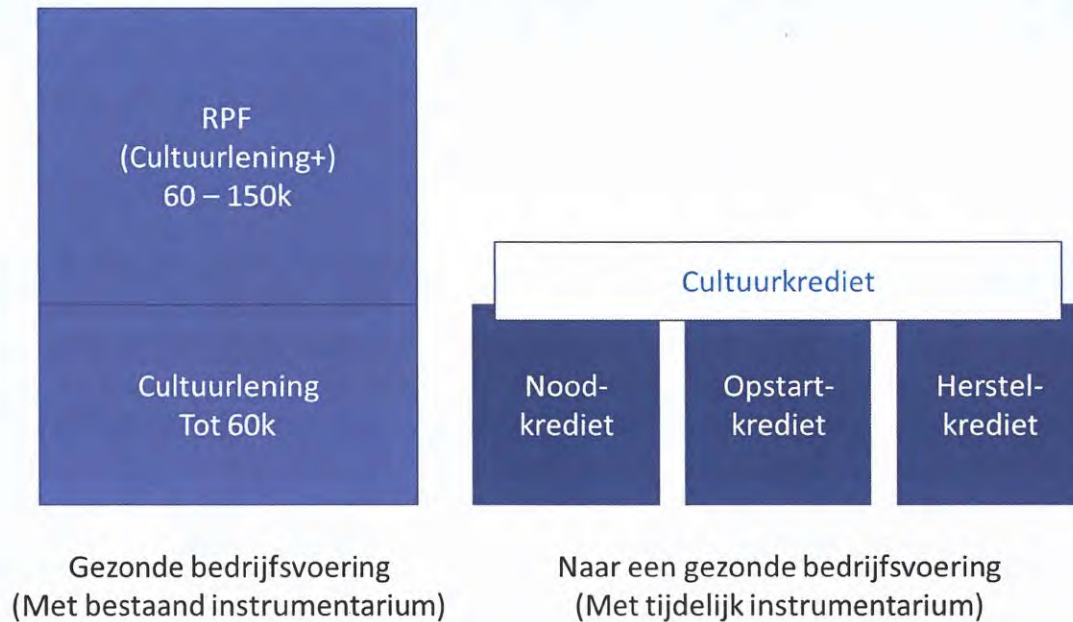 RPF
(Cultuurlening+)
60 – 150k
Cultuurlening
Tot 60k
Cultuurkrediet
Nood-
krediet
Opstart-
krediet
Herstel-
krediet
Gezonde bedrijfsvoering
(Met bestaand instrumentarium)
Naar een gezonde bedrijfsvoering
(Met tijdelijk instrumentarium)